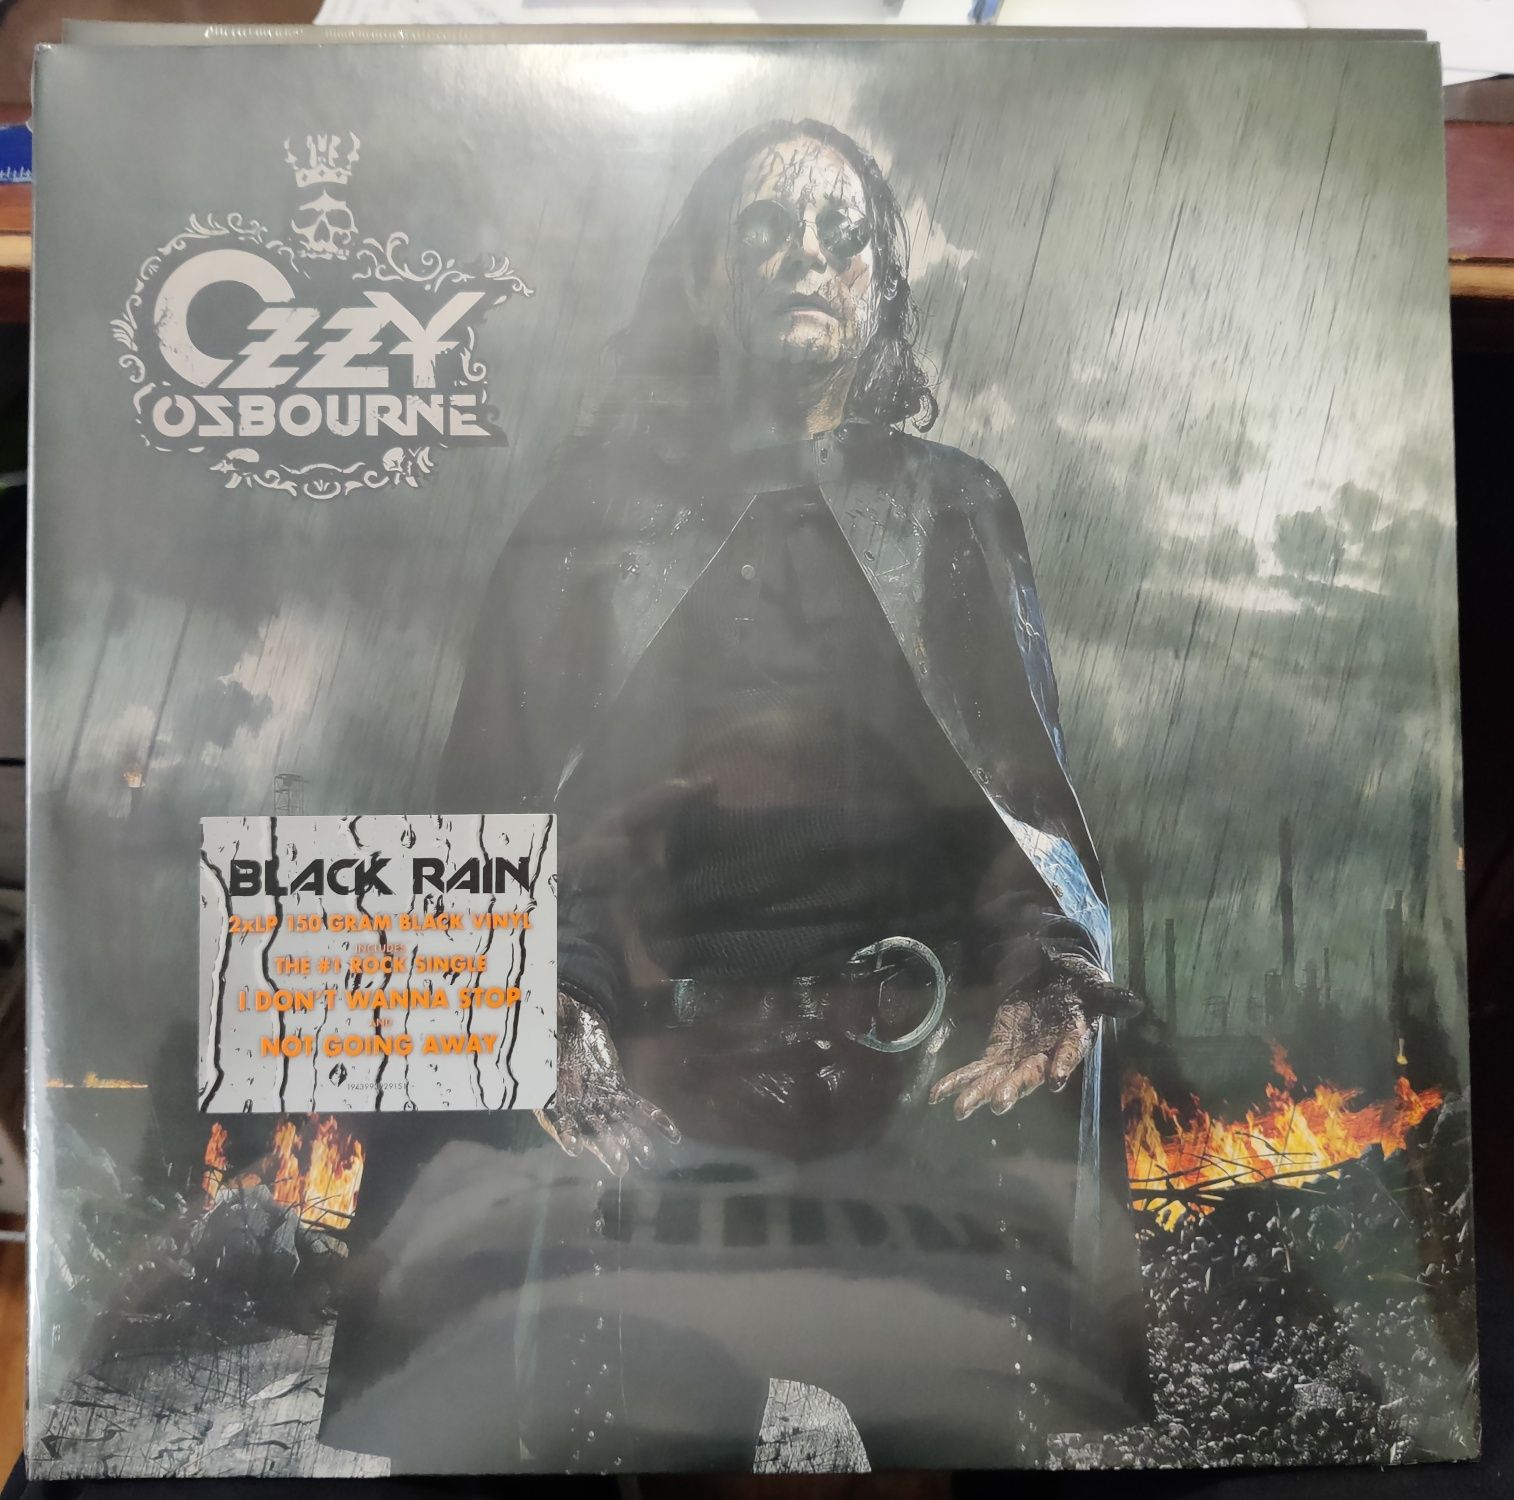 OZZY
OSBOURNE
BLACK RAIN
2xLP 150 GRAM BLACK VINYL
INCLUDES
THE #1 ROCK SINGLE
I DON'T WANNA STOP
AND
NOT GOING AWAY